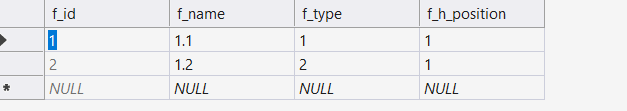 f_id f_name f_type f_h_position
1 1.1 1 1
2 1.2 2 1
* NULL NULL NULL NULL